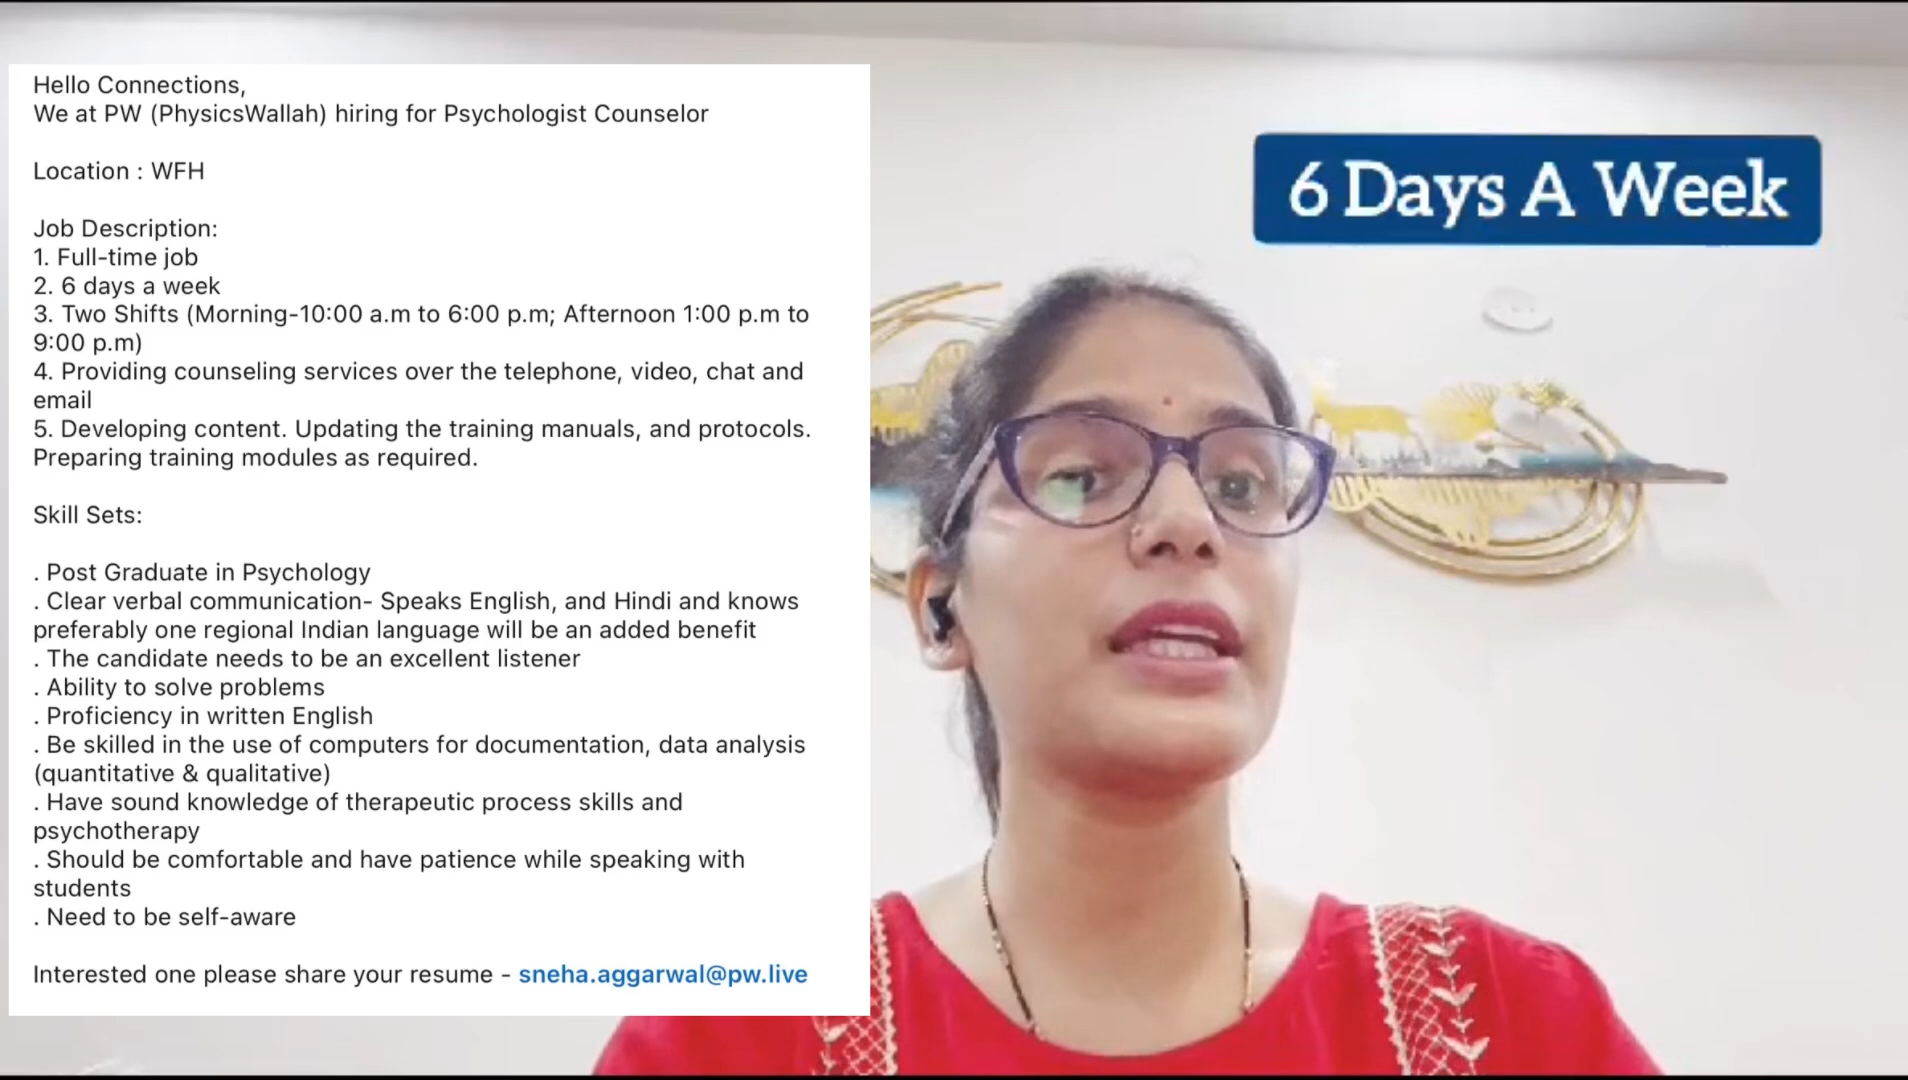 Hello Connections,
We at PW (PhysicsWallah) hiring for Psychologist Counselor
Location : WFH
Job Description:
1. Full-time job
2. 6 days a week
3. Two Shifts (Morning-10:00 a.m to 6:00 p.m; Afternoon 1:00 p.m to
9:00 p.m)
4. Providing counseling services over the telephone, video, chat and
email
5. Developing content. Updating the training manuals, and protocols.
Preparing training modules as required.
Skill Sets:
. Post Graduate in Psychology
. Clear verbal communication- Speaks English, and Hindi and knows
preferably one regional Indian language will be an added benefit
. The candidate needs to be an excellent listener
. Ability to solve problems
. Proficiency in written English
. Be skilled in the use of computers for documentation, data analysis
(quantitative & qualitative)
. Have sound knowledge of therapeutic process skills and
psychotherapy
. Should be comfortable and have patience while speaking with
students
. Need to be self-aware
Interested one please share your resume - sneha.aggarwal@pw.live
6 Days A Week